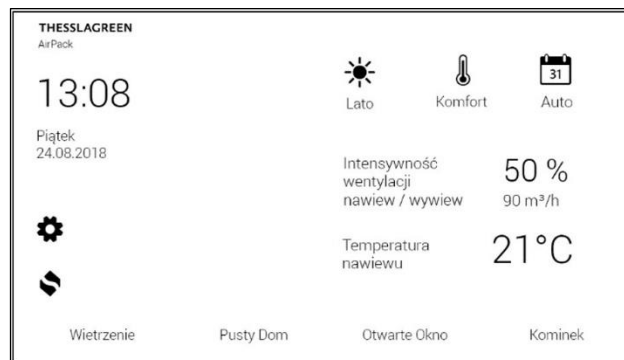 THESSLAGREEN
AirPack
13:08
Piątek
24.08.2018
31
Lato
Komfort
Auto
Intensywność
wentylacji
nawiew / wywiew
50 %
90 m³/h
Temperatura
nawiewu
21°C
Wietrzenie
Pusty Dom
Otwarte Okno
Kominek